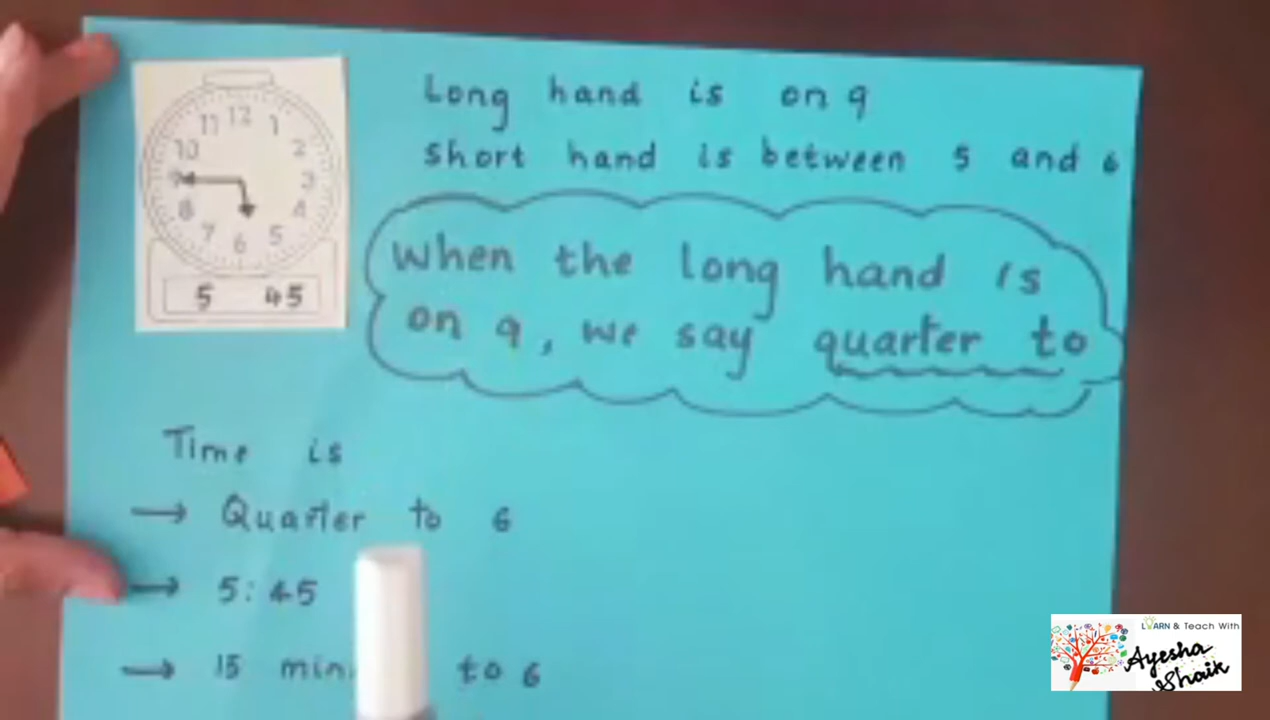 Long hand is on 9
Short hand is between 5 and 6
When the long hand is
on 9, we say quarter to
12
11 1
10 2
9 3
8 4
7 6 5
5 45
Time is
→ Quarter to 6
→ 5:45
→ 15 to 6
LEARN & Teach With
Ayesha
Shaik